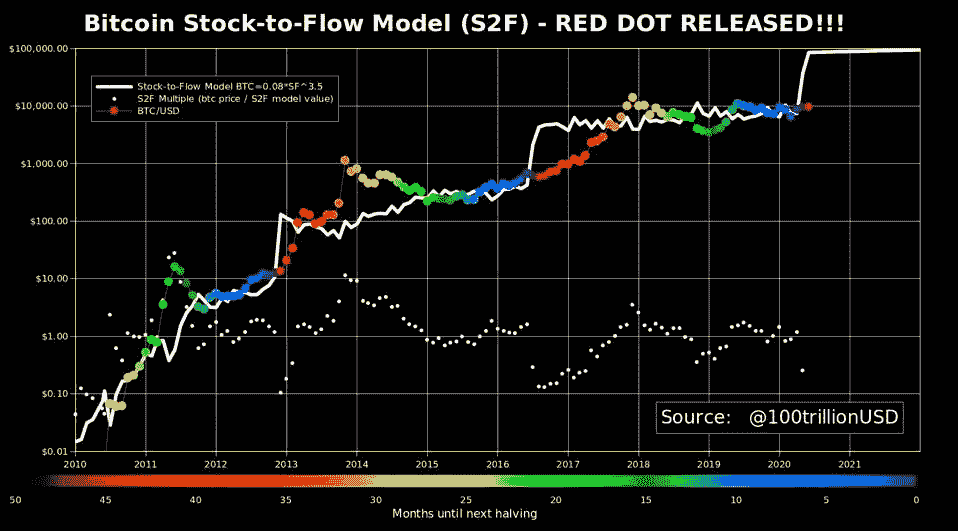 Bitcoin Stock-to-Flow Model (S2F) - RED DOT RELEASED!!!
$100,000.00
$10,000.00
$1,000.00
$100.00
$10.00
$1.00
$0.10
$0.01
Stock-to-Flow Model BTC=0.08*SF^3.5
S2F Multiple (btc price / S2F model value)
BTC/USD
Source: @100trillionUSD
2010 2011 2012 2013 2014 2015 2016 2017 2018 2019 2020 2021
50 45 40 35 30 25 20 15 10 5 0
Months until next halving